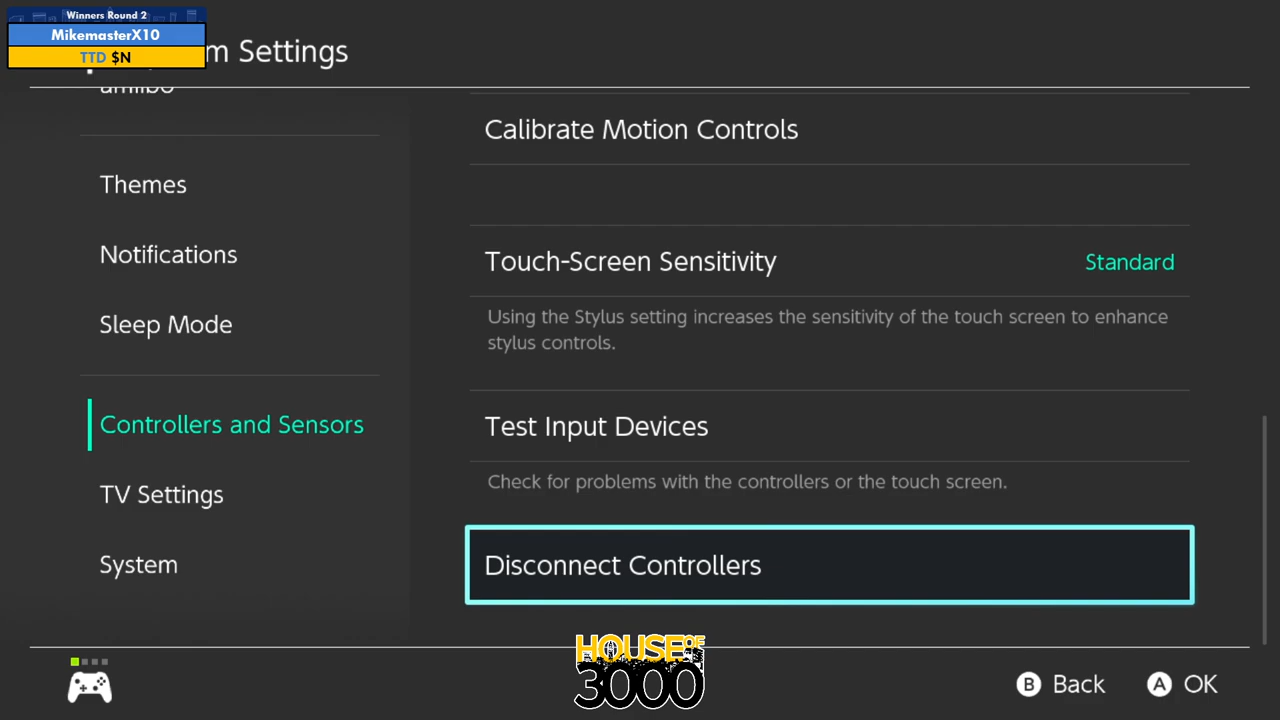 Winners Round 2
MikemasterX10
TTD $N
m Settings
amiibo
Themes
Notifications
Sleep Mode
Controllers and Sensors
TV Settings
System
Calibrate Motion Controls
Touch-Screen Sensitivity Standard
Using the Stylus setting increases the sensitivity of the touch screen to enhance
stylus controls.
Test Input Devices
Check for problems with the controllers or the touch screen.
Disconnect Controllers
HOUSE OF
3000
B Back A OK